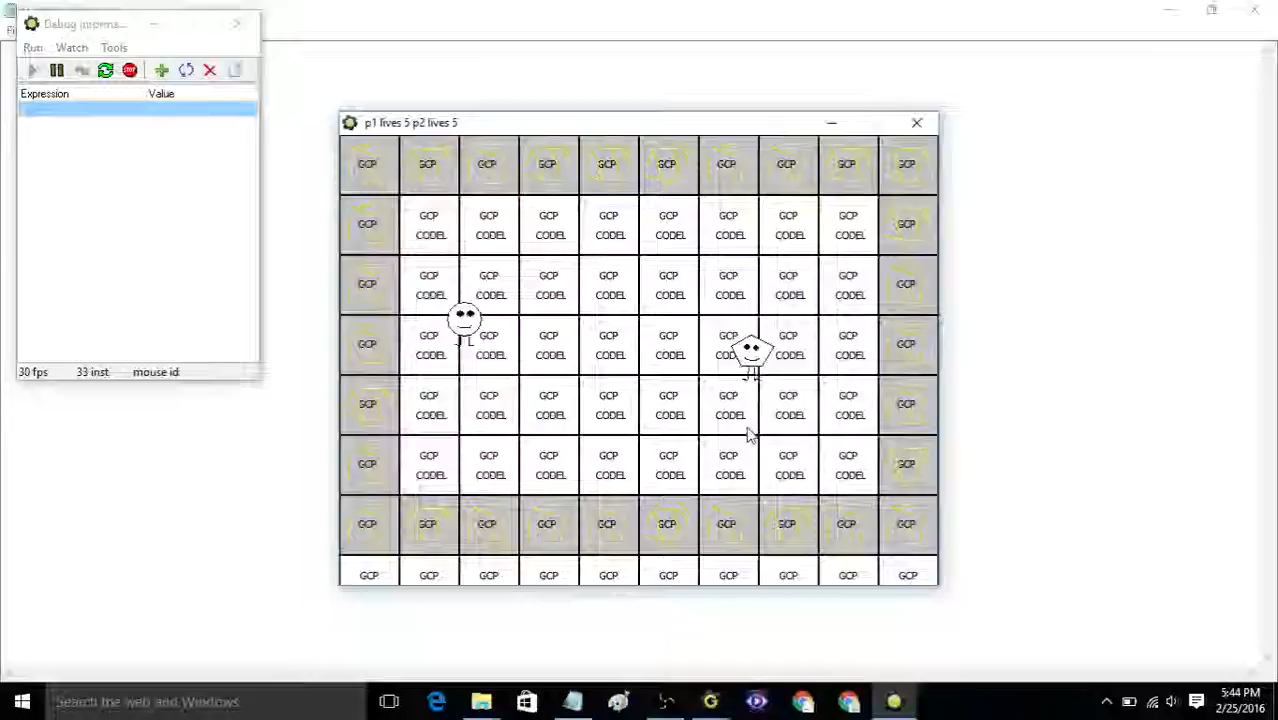 Debug informa...
Run Watch Tools
STOP
Expression Value
30 fps 33 inst. mouse id
p1 lives 5 p2 lives 5
GCP GCP GCP GCP GCP GCP GCP GCP GCP GCP
GCP GCP GCP GCP GCP GCP GCP GCP GCP GCP
CODEL CODEL CODEL CODEL CODEL CODEL CODEL CODEL
GCP GCP GCP GCP GCP GCP GCP GCP GCP GCP
CODEL CODEL CODEL CODEL CODEL CODEL CODEL CODEL
GCP GCP GCP GCP GCP GCP GCP GCP GCP GCP
CODEL CODEL CODEL CODEL CODEL CODEL CODEL
GCP GCP GCP GCP GCP GCP GCP GCP GCP GCP
CODEL CODEL CODEL CODEL CODEL CODEL CODEL CODEL
GCP GCP GCP GCP GCP GCP GCP GCP GCP GCP
CODEL CODEL CODEL CODEL CODEL CODEL CODEL CODEL
GCP GCP GCP GCP GCP GCP GCP GCP GCP GCP
GCP GCP GCP GCP GCP GCP GCP GCP GCP GCP
Search the web and Windows
5:44 PM
2/25/2016